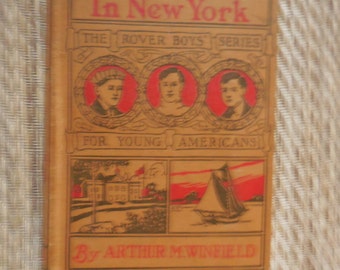 In New York
THE ROVER BOYS SERIES
FOR YOUNG AMERICANS
By ARTHUR M. WINFIELD